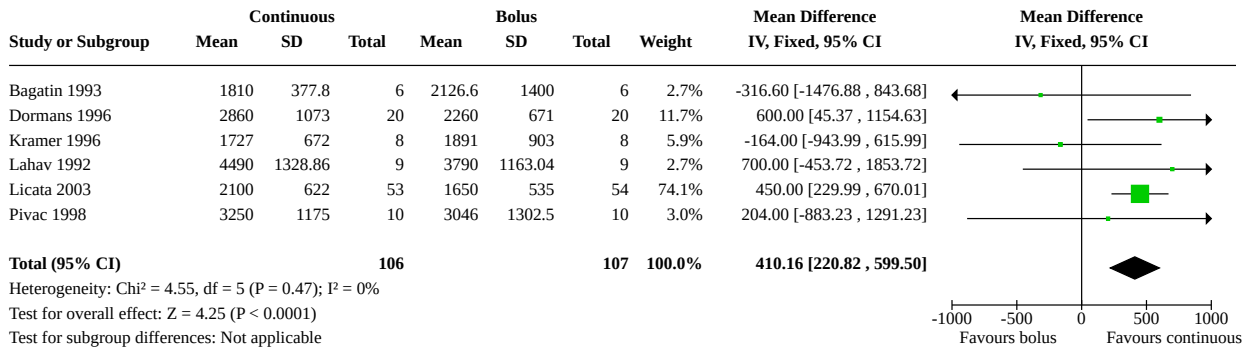 Continuous Bolus Mean Difference Mean Difference
Study or Subgroup Mean SD Total Mean SD Total Weight IV, Fixed, 95% CI IV, Fixed, 95% CI
Bagatin 1993 1810 377.8 6 2126.6 1400 6 2.7% -316.60 [-1476.88 , 843.68]
Dormans 1996 2860 1073 20 2260 671 20 11.7% 600.00 [45.37 , 1154.63]
Kramer 1996 1727 672 8 1891 903 8 5.9% -164.00 [-943.99 , 615.99]
Lahav 1992 4490 1328.86 9 3790 1163.04 9 2.7% 700.00 [-453.72 , 1853.72]
Licata 2003 2100 622 53 1650 535 54 74.1% 450.00 [229.99 , 670.01]
Pivac 1998 3250 1175 10 3046 1302.5 10 3.0% 204.00 [-883.23 , 1291.23]
Total (95% CI) 106 107 100.0% 410.16 [220.82 , 599.50]
Heterogeneity: Chi² = 4.55, df = 5 (P = 0.47); I² = 0%
Test for overall effect: Z = 4.25 (P < 0.0001)
-1000 -500 0 500 1000
Test for subgroup differences: Not applicable
Favours bolus Favours continuous